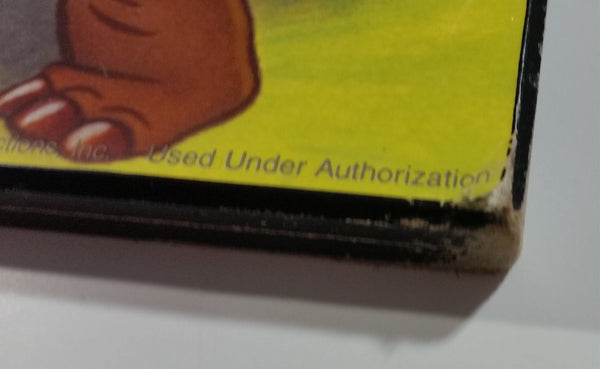 ctions, Inc. Used Under Authorization